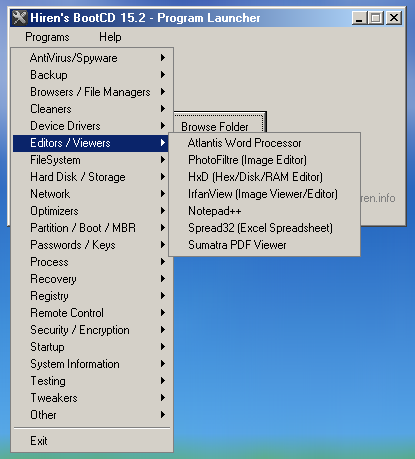 Hiren's BootCD 15.2 - Program Launcher
Programs Help
AntiVirus/Spyware
Backup
Browsers / File Managers
Cleaners
Device Drivers
Editors / Viewers
FileSystem
Hard Disk / Storage
Network
Optimizers
Partition / Boot / MBR
Passwords / Keys
Process
Recovery
Registry
Remote Control
Security / Encryption
Startup
System Information
Testing
Tweakers
Other
Exit
Browse Folder
Atlantis Word Processor
PhotoFiltre (Image Editor)
HxD (Hex/Disk/RAM Editor)
IrfanView (Image Viewer/Editor)
Notepad++
Spread32 (Excel Spreadsheet)
Sumatra PDF Viewer
ren.info